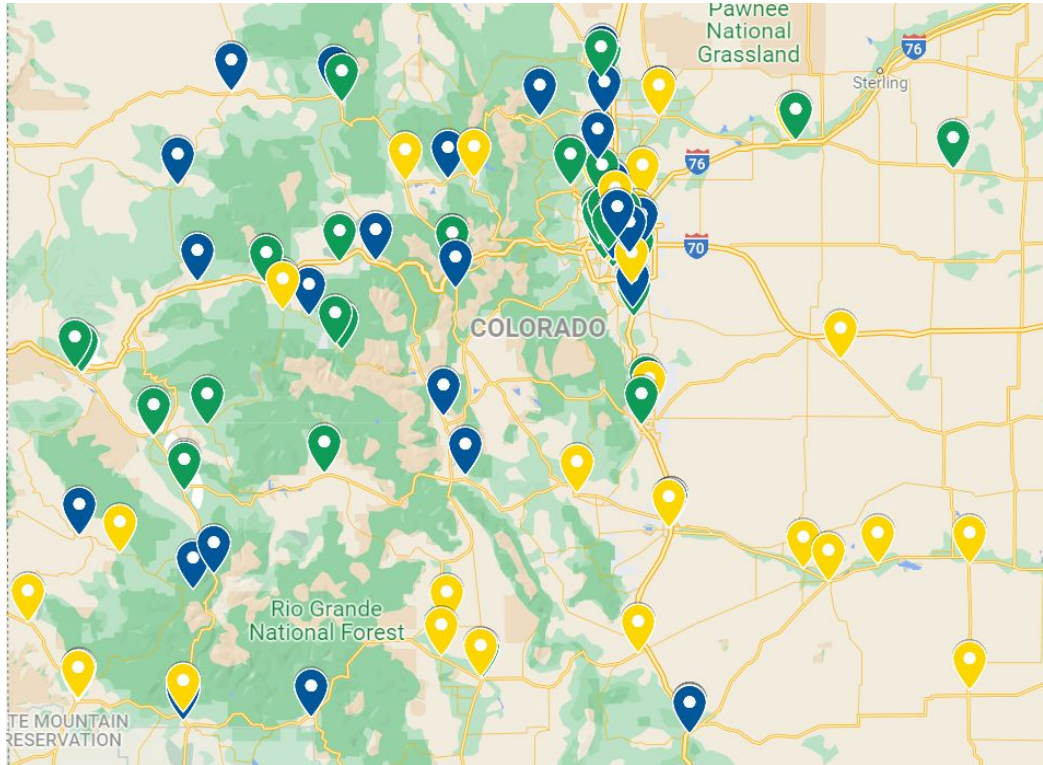 Pawnee
National
Grassland
76
Sterling
76
70
COLORADO
Rio Grande
National Forest
TE MOUNTAIN
RESERVATION